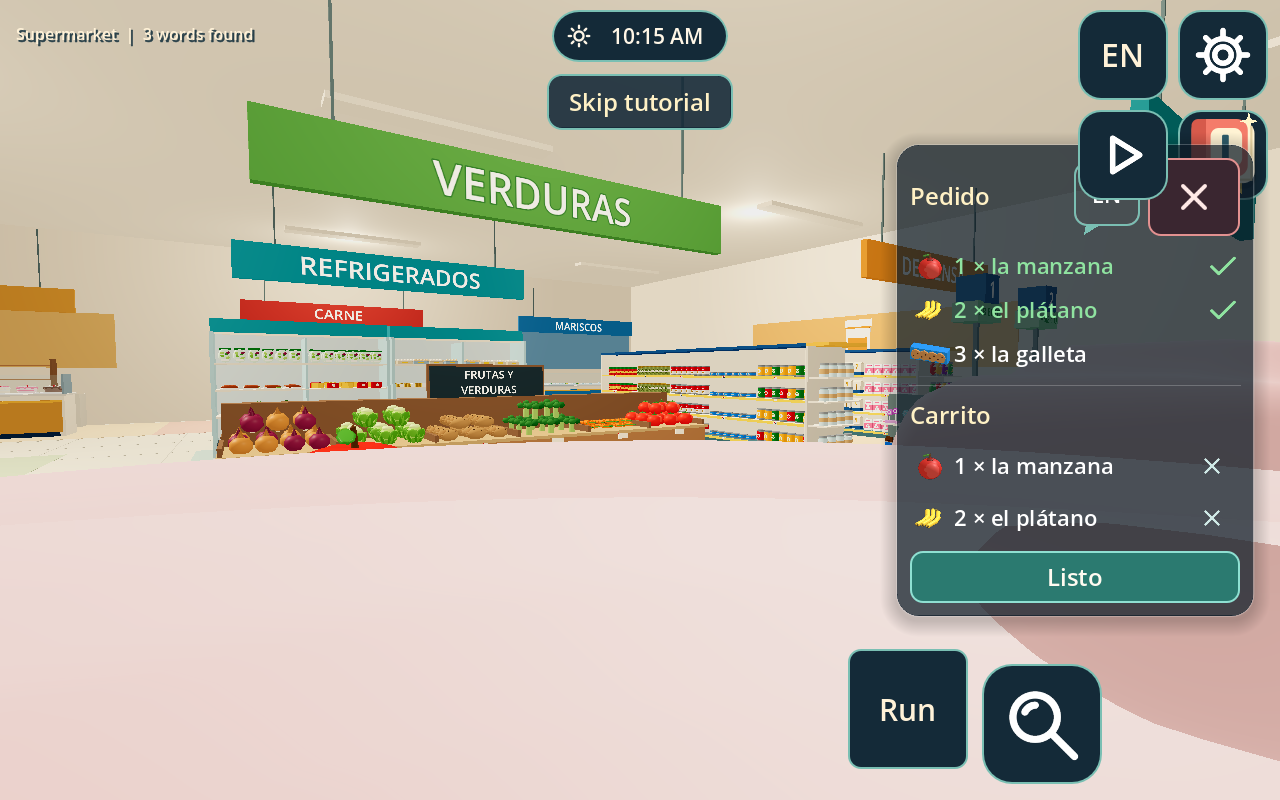 Supermarket | 3 words found
10:15 AM
Skip tutorial
EN
VERDURAS
REFRIGERADOS
CARNE
MARISCOS
FRUTAS Y
VERDURAS
Pedido
EN
1 × la manzana
2 × el plátano
3 × la galleta
Carrito
1 × la manzana
2 × el plátano
Listo
Run